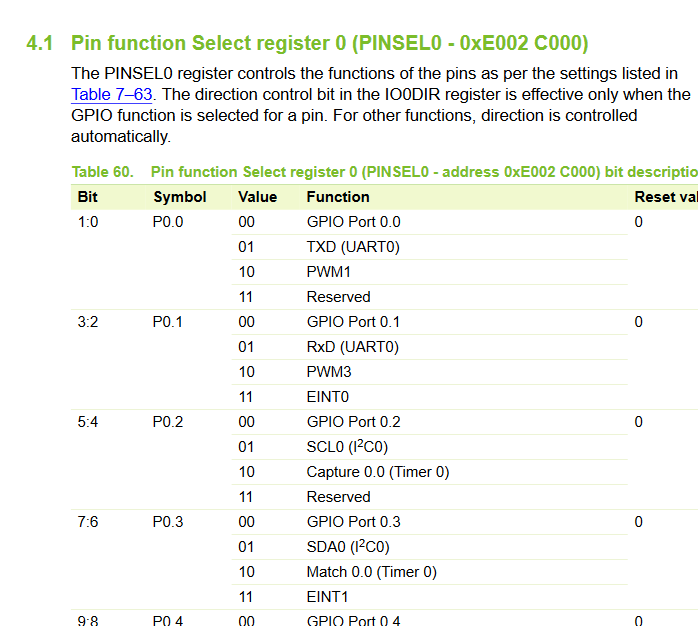 4.1 Pin function Select register 0 (PINSEL0 - 0xE002 C000)
The PINSEL0 register controls the functions of the pins as per the settings listed in
Table 7–63. The direction control bit in the IO0DIR register is effective only when the
GPIO function is selected for a pin. For other functions, direction is controlled
automatically.
Table 60. Pin function Select register 0 (PINSEL0 - address 0xE002 C000) bit descriptio
Bit Symbol Value Function Reset val
1:0 P0.0 00 GPIO Port 0.0 0
01 TXD (UART0)
10 PWM1
11 Reserved
3:2 P0.1 00 GPIO Port 0.1 0
01 RxD (UART0)
10 PWM3
11 EINT0
5:4 P0.2 00 GPIO Port 0.2 0
01 SCL0 (I²C0)
10 Capture 0.0 (Timer 0)
11 Reserved
7:6 P0.3 00 GPIO Port 0.3 0
01 SDA0 (I²C0)
10 Match 0.0 (Timer 0)
11 EINT1
9:8 P0.4 00 GPIO Port 0.4 0